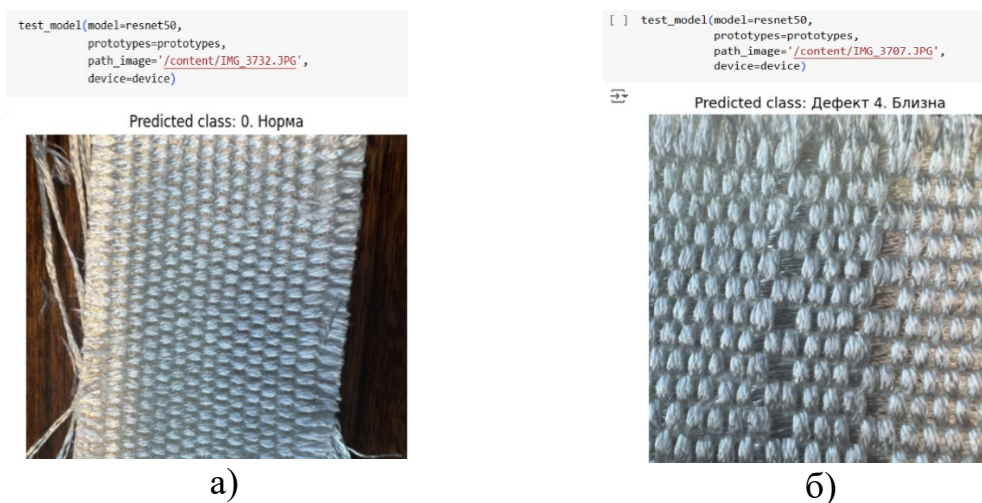 test_model(model=resnet50,
prototypes=prototypes,
path_image='/content/IMG_3732.JPG',
device=device)
Predicted class: 0. Норма
а)
[ ] test_model(model=resnet50,
prototypes=prototypes,
path_image='/content/IMG_3707.JPG',
device=device)
Predicted class: Дефект 4. Близна
б)